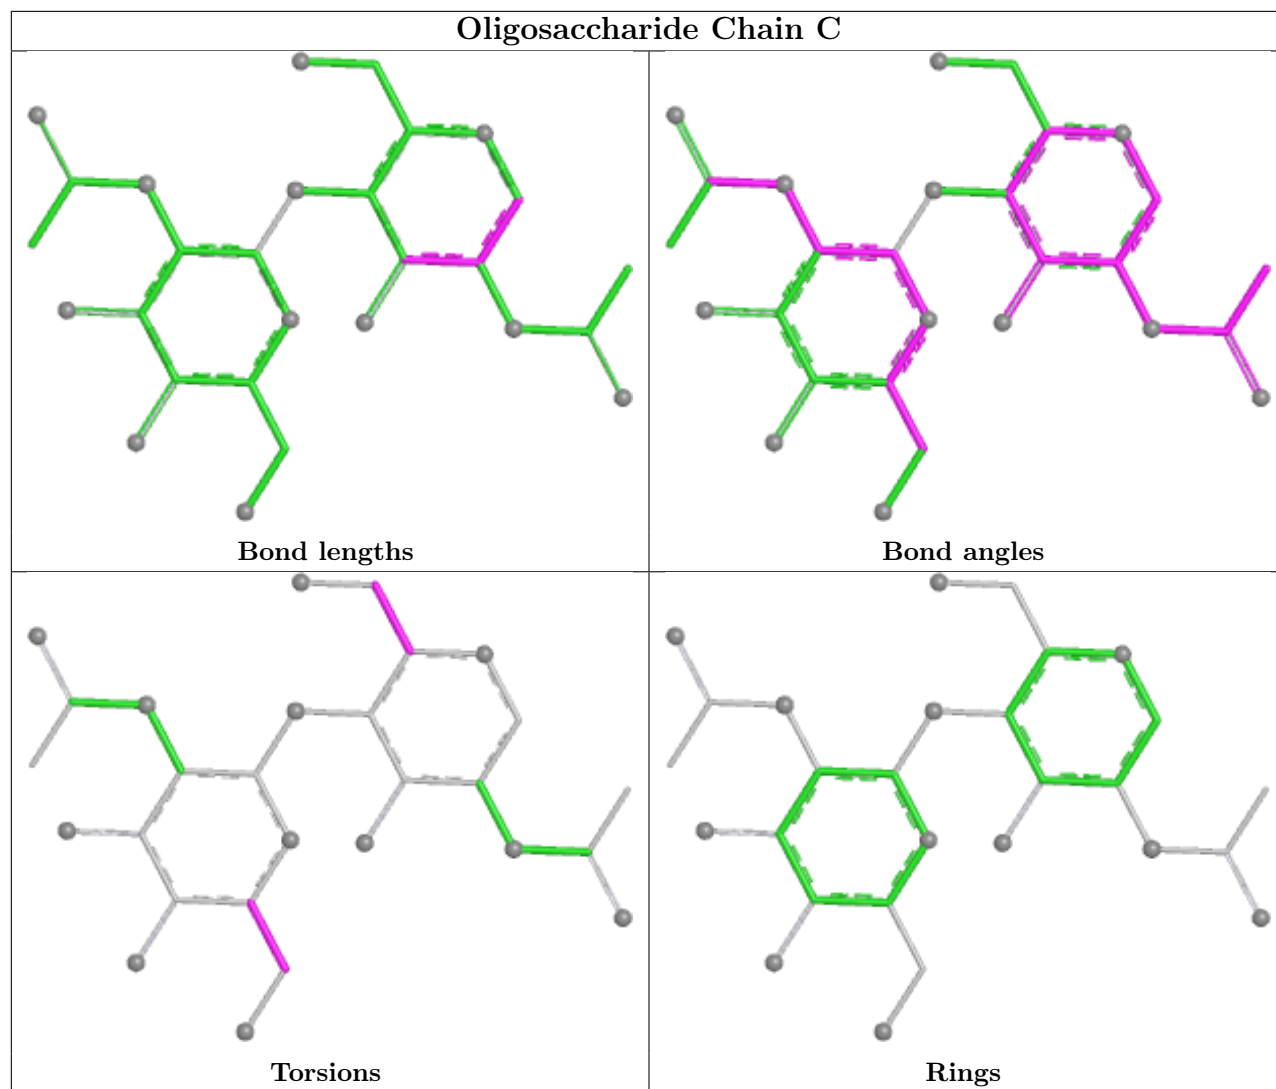 Oligosaccharide Chain C
Bond lengths
Bond angles
Torsions
Rings